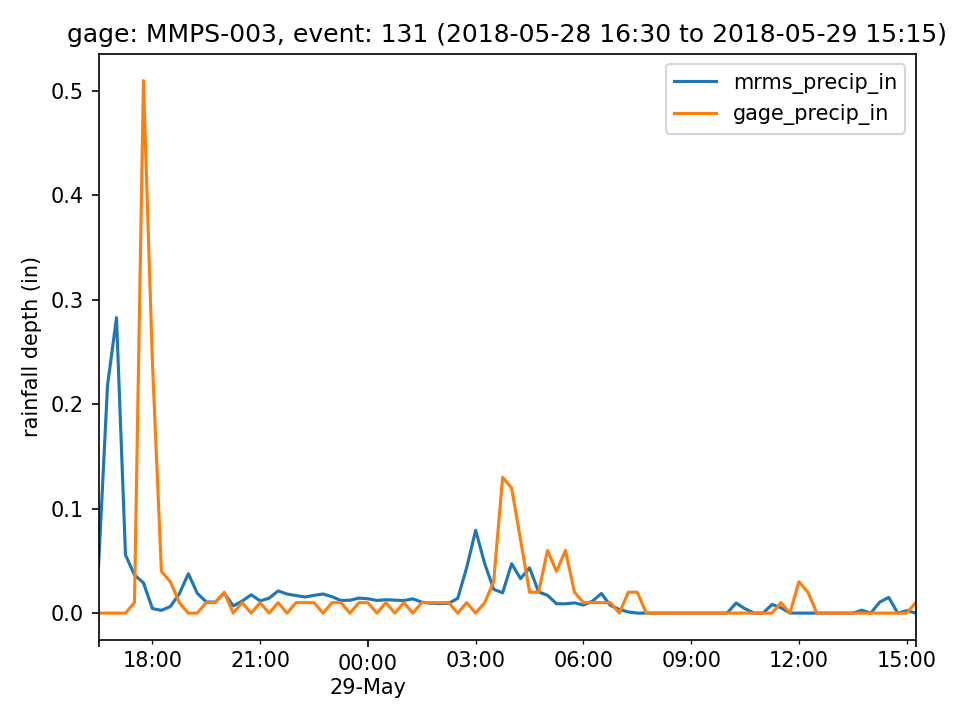 gage: MMPS-003, event: 131 (2018-05-28 16:30 to 2018-05-29 15:15)
mrms_precip_in
gage_precip_in
rainfall depth (in)
0.5
0.4
0.3
0.2
0.1
0.0
18:00 21:00 00:00 03:00 06:00 09:00 12:00 15:00
29-May